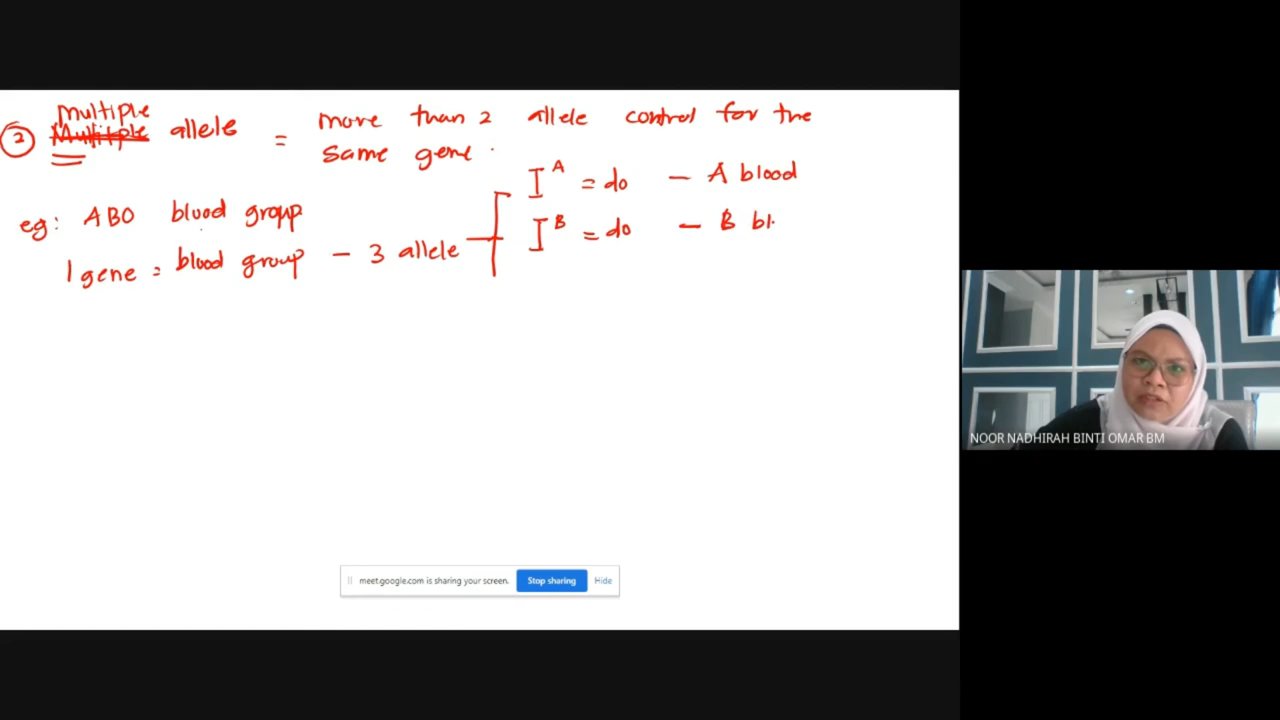 multiple
② Mulitple allele = more than 2 allele control for the
same gene.
eg: ABO blood group
1 gene = blood group - 3 allele
I^A = do - A blood
I^B = do - B bl
meet.google.com is sharing your screen. Stop sharing Hide
NOOR NADHIRAH BINTI OMAR BM